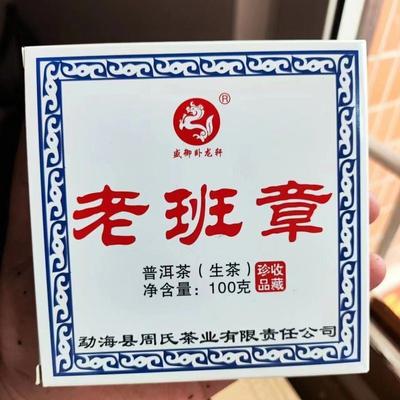 ®
盛御卧龙轩
老班章
普洱茶（生茶）
净含量：100克
珍收
品藏
勐海县周氏茶业有限责任公司